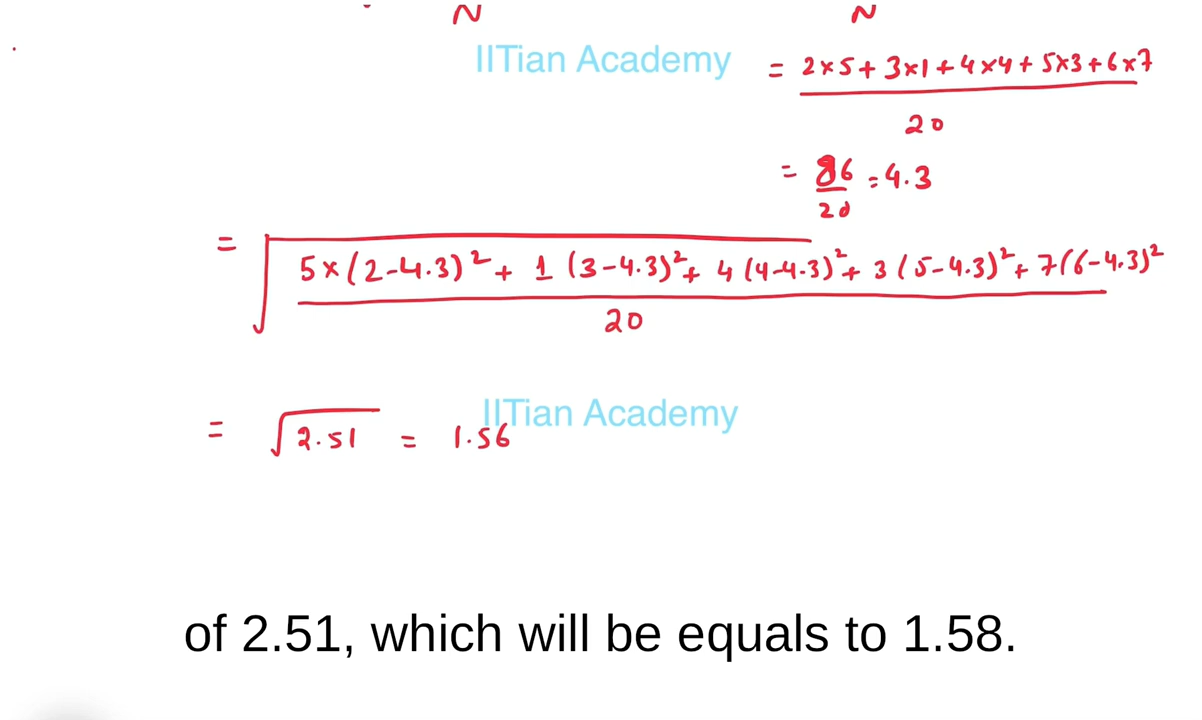 N N
IITian Academy
= 2×5+3×1+4×4+5×3+6×7
20
= 86 = 4.3
20
= √ 5×(2-4.3)²+ 1 (3-4.3)²+ 4 (4-4.3)²+ 3 (5-4.3)²+ 7(6-4.3)²
20
IITian Academy
= √2.51 = 1.56
of 2.51, which will be equals to 1.58.